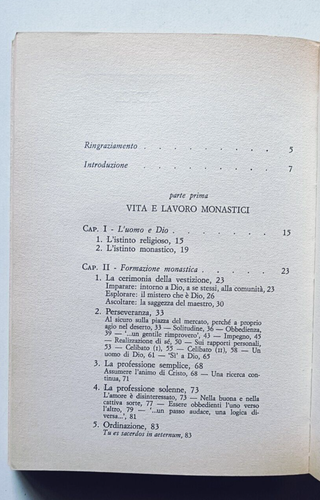 Ringraziamento . . . . . . . . 5
Introduzione . . . . . . . . 7
parte prima
VITA E LAVORO MONASTICI
CAP. I - L'uomo e Dio . . . . . . 15
1. L'istinto religioso, 15
2. L'istinto monastico, 19
CAP. II - Formazione monastica . . . . . 23
1. La cerimonia della vestizione, 23
Imparare: intorno a Dio, a se stessi, alla comunità, 23
Esplorare: il mistero che è Dio, 26
Ascoltare: la saggezza del maestro, 30
2. Perseveranza, 33
Al sicuro sulla piazza del mercato, perché a proprio
agio nel deserto, 33 — Solitudine, 36 — Obbedienza,
39 — '...un gentile rimprovero', 43 — Impegno, 45
— Realizzazione di sé, 50 — Sui rapporti personali,
53 — Celibato (I), 55 — Celibato (II), 58 — Un
uomo di Dio, 61 — 'Sì' a Dio, 65
3. La professione semplice, 68
Assumere l'animo di Cristo, 68 — Una ricerca con-
tinua, 71
4. La professione solenne, 73
L'amore è disinteressato, 73 — Nella buona e nella
cattiva sorte, 77 — Essere obbedienti l'uno verso
l'altro, 79 — '...un passo audace, una logica di-
versa...', 81
5. Ordinazione, 83
Tu es sacerdos in aeternum, 83